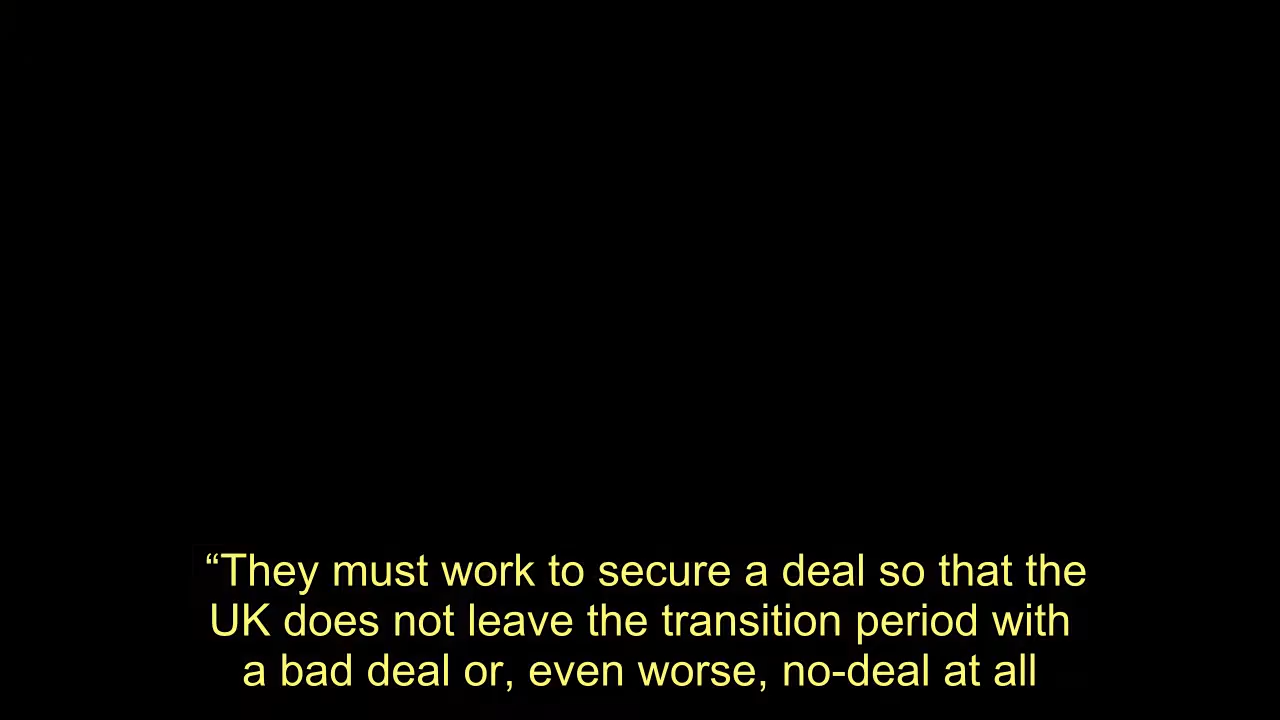 “They must work to secure a deal so that the
UK does not leave the transition period with
a bad deal or, even worse, no-deal at all